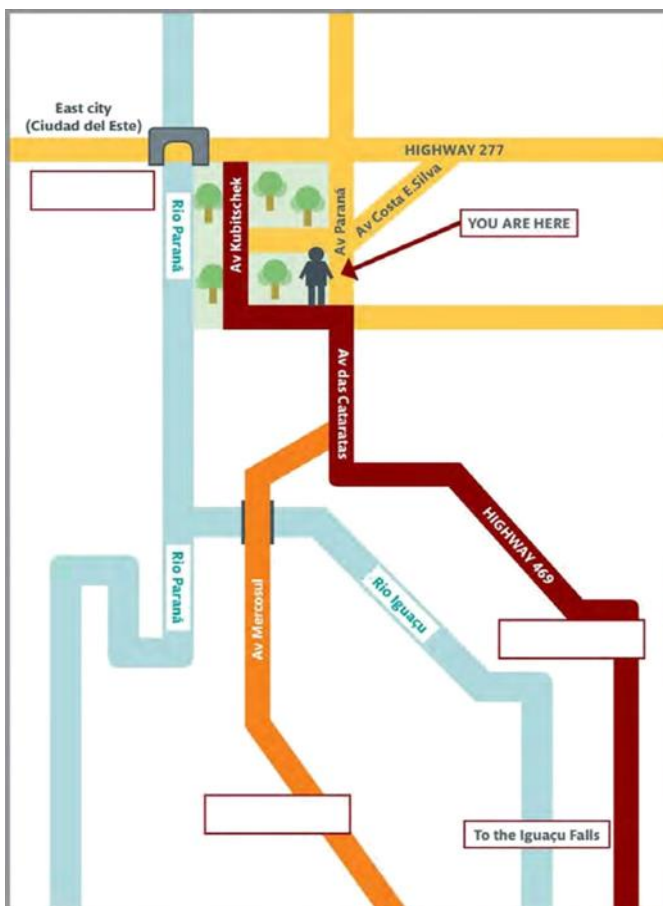 East city
(Ciudad del Este)
HIGHWAY 277
Rio Paraná
Av Kubitschek
Av Paraná
Av Costa E.Silva
YOU ARE HERE
Av das Cataratas
HIGHWAY 469
Rio Paraná
Av Mercosul
Rio Iguaçu
To the Iguaçu Falls